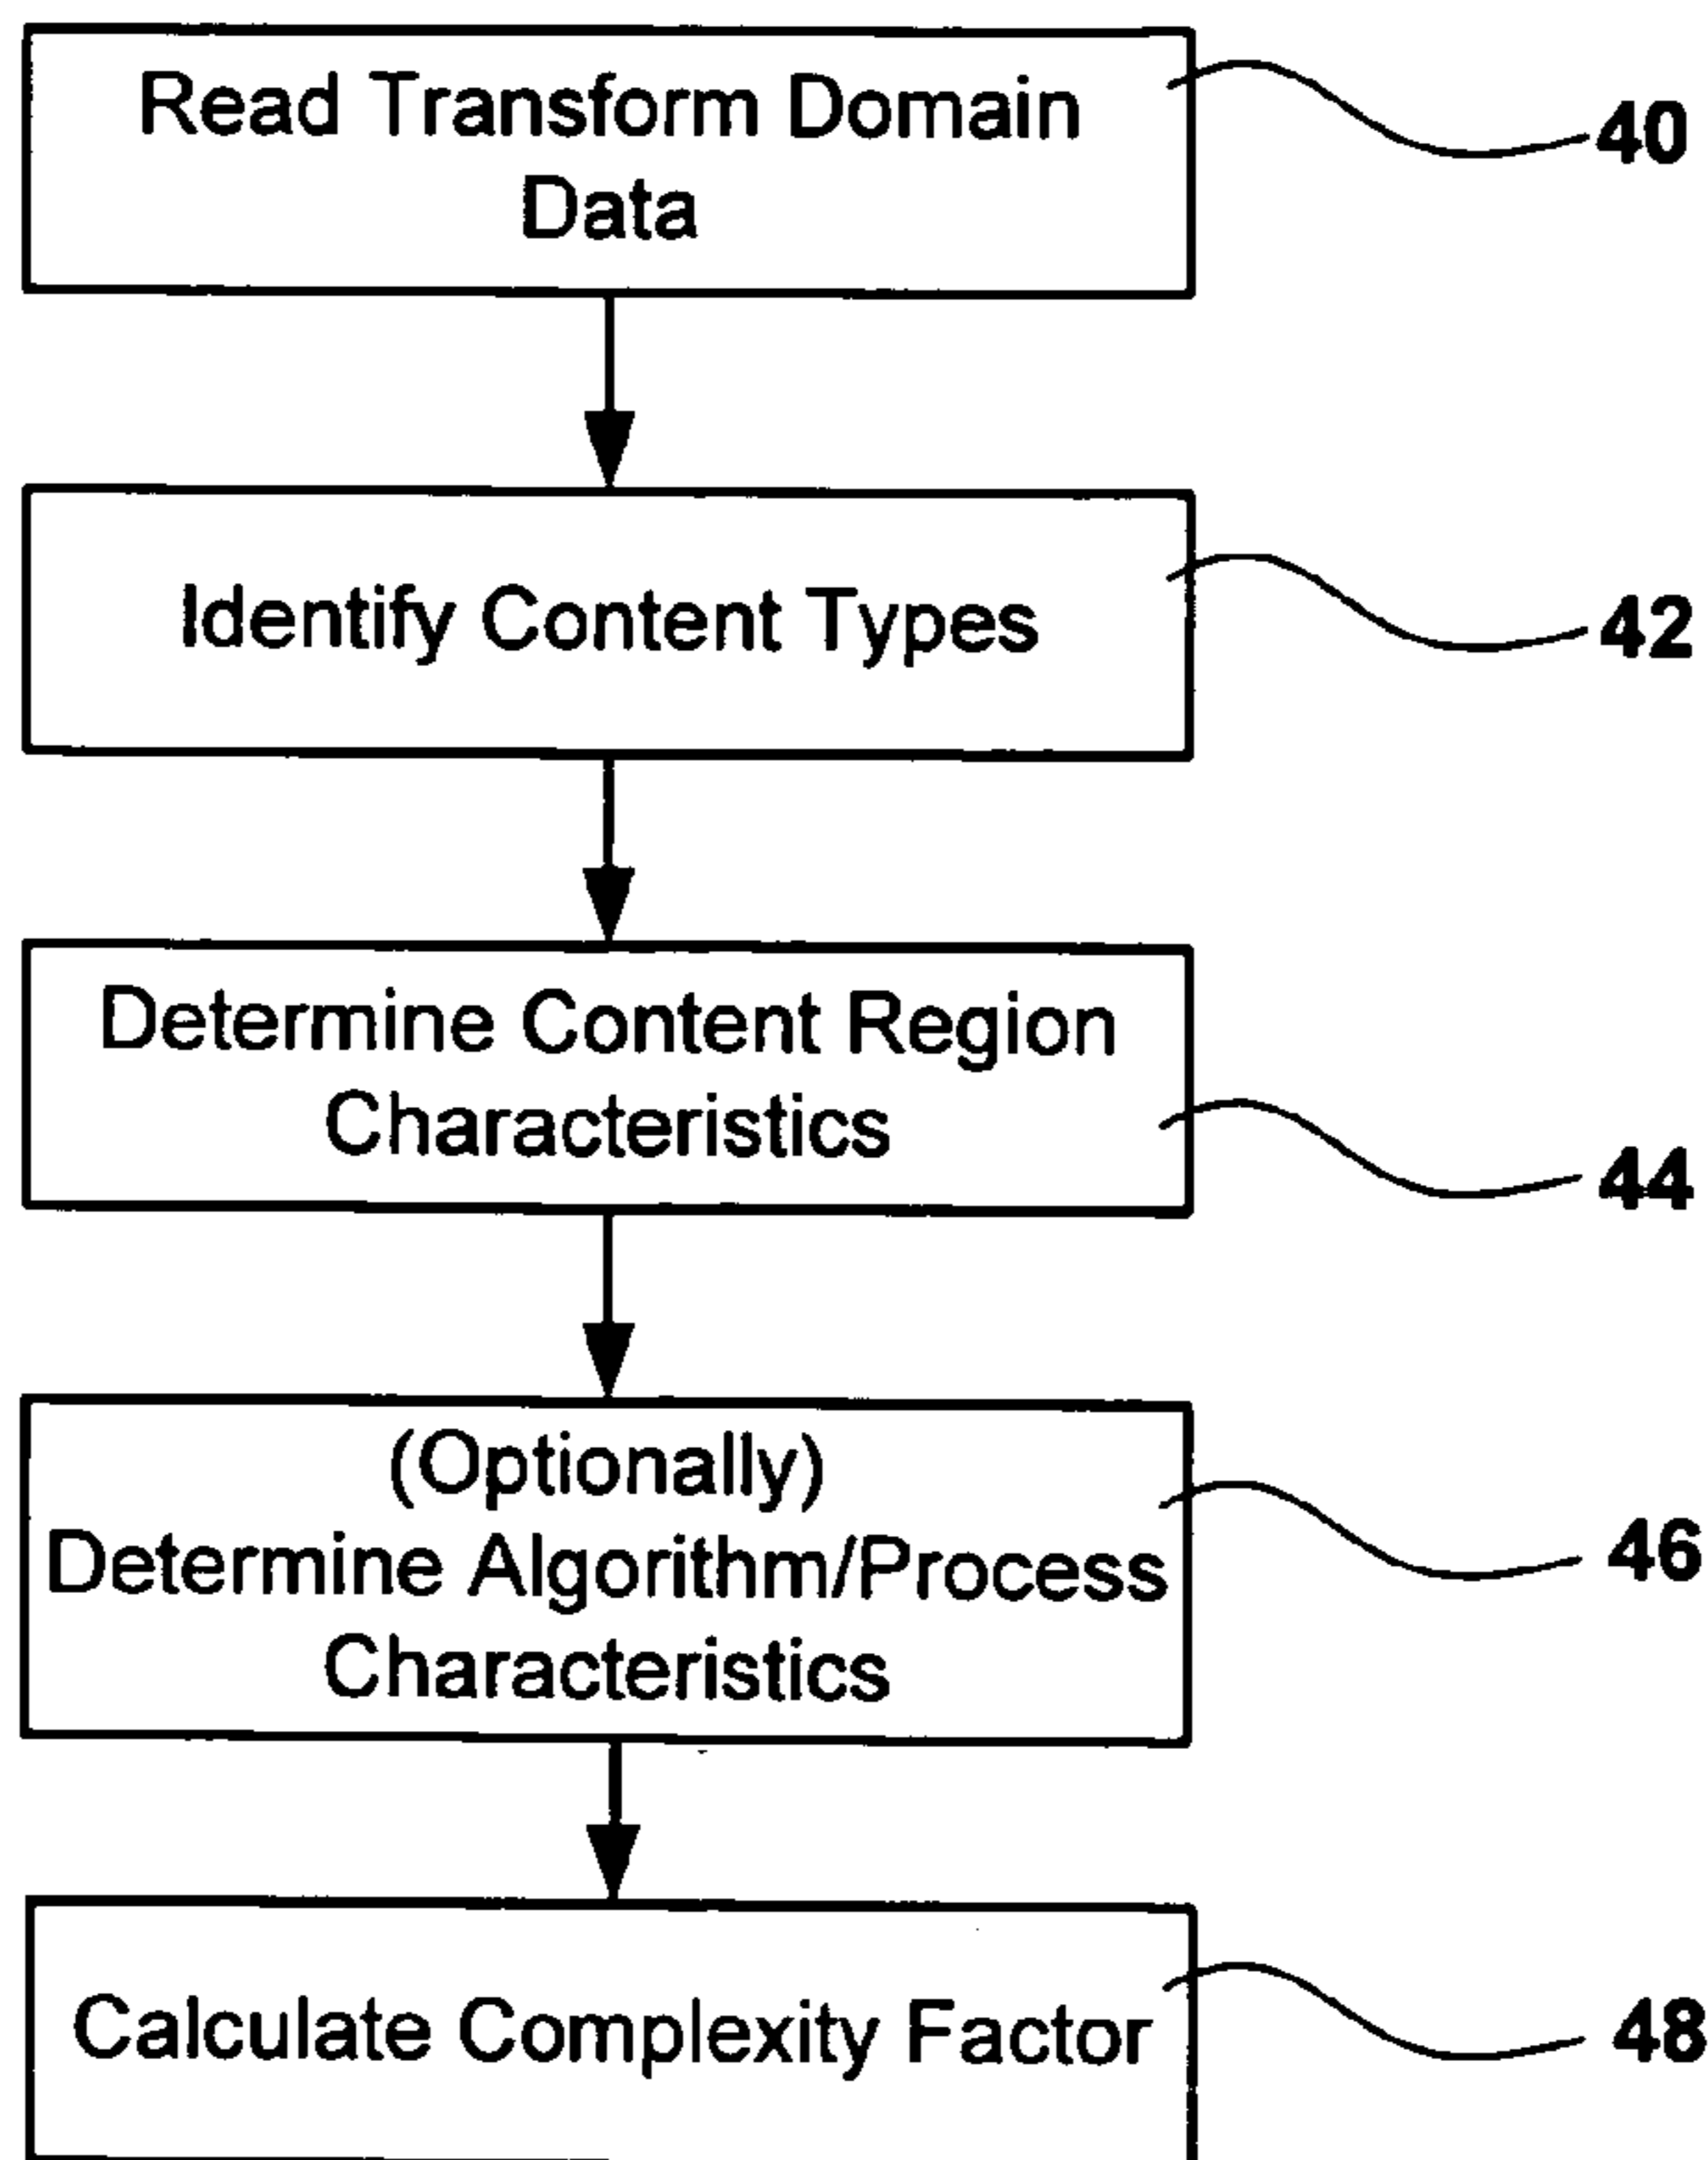 Read Transform Domain
Data
40
Identify Content Types
42
Determine Content Region
Characteristics
44
(Optionally)
Determine Algorithm/Process
Characteristics
46
Calculate Complexity Factor
48